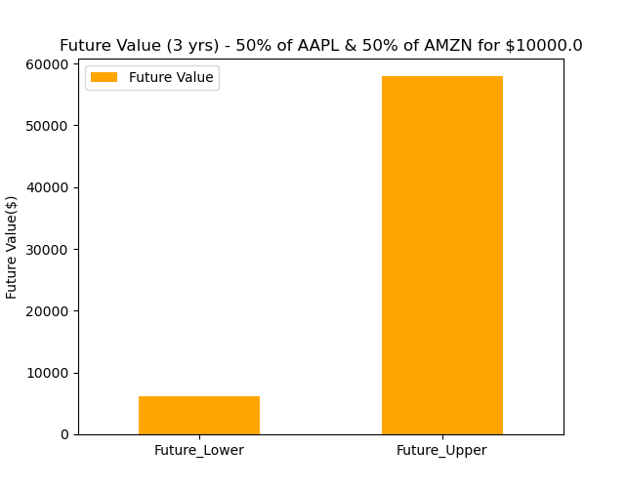 Future Value (3 yrs) - 50% of AAPL & 50% of AMZN for $10000.0
Future Value
60000
50000
40000
30000
20000
10000
0
Future Value($)
Future_Lower
Future_Upper